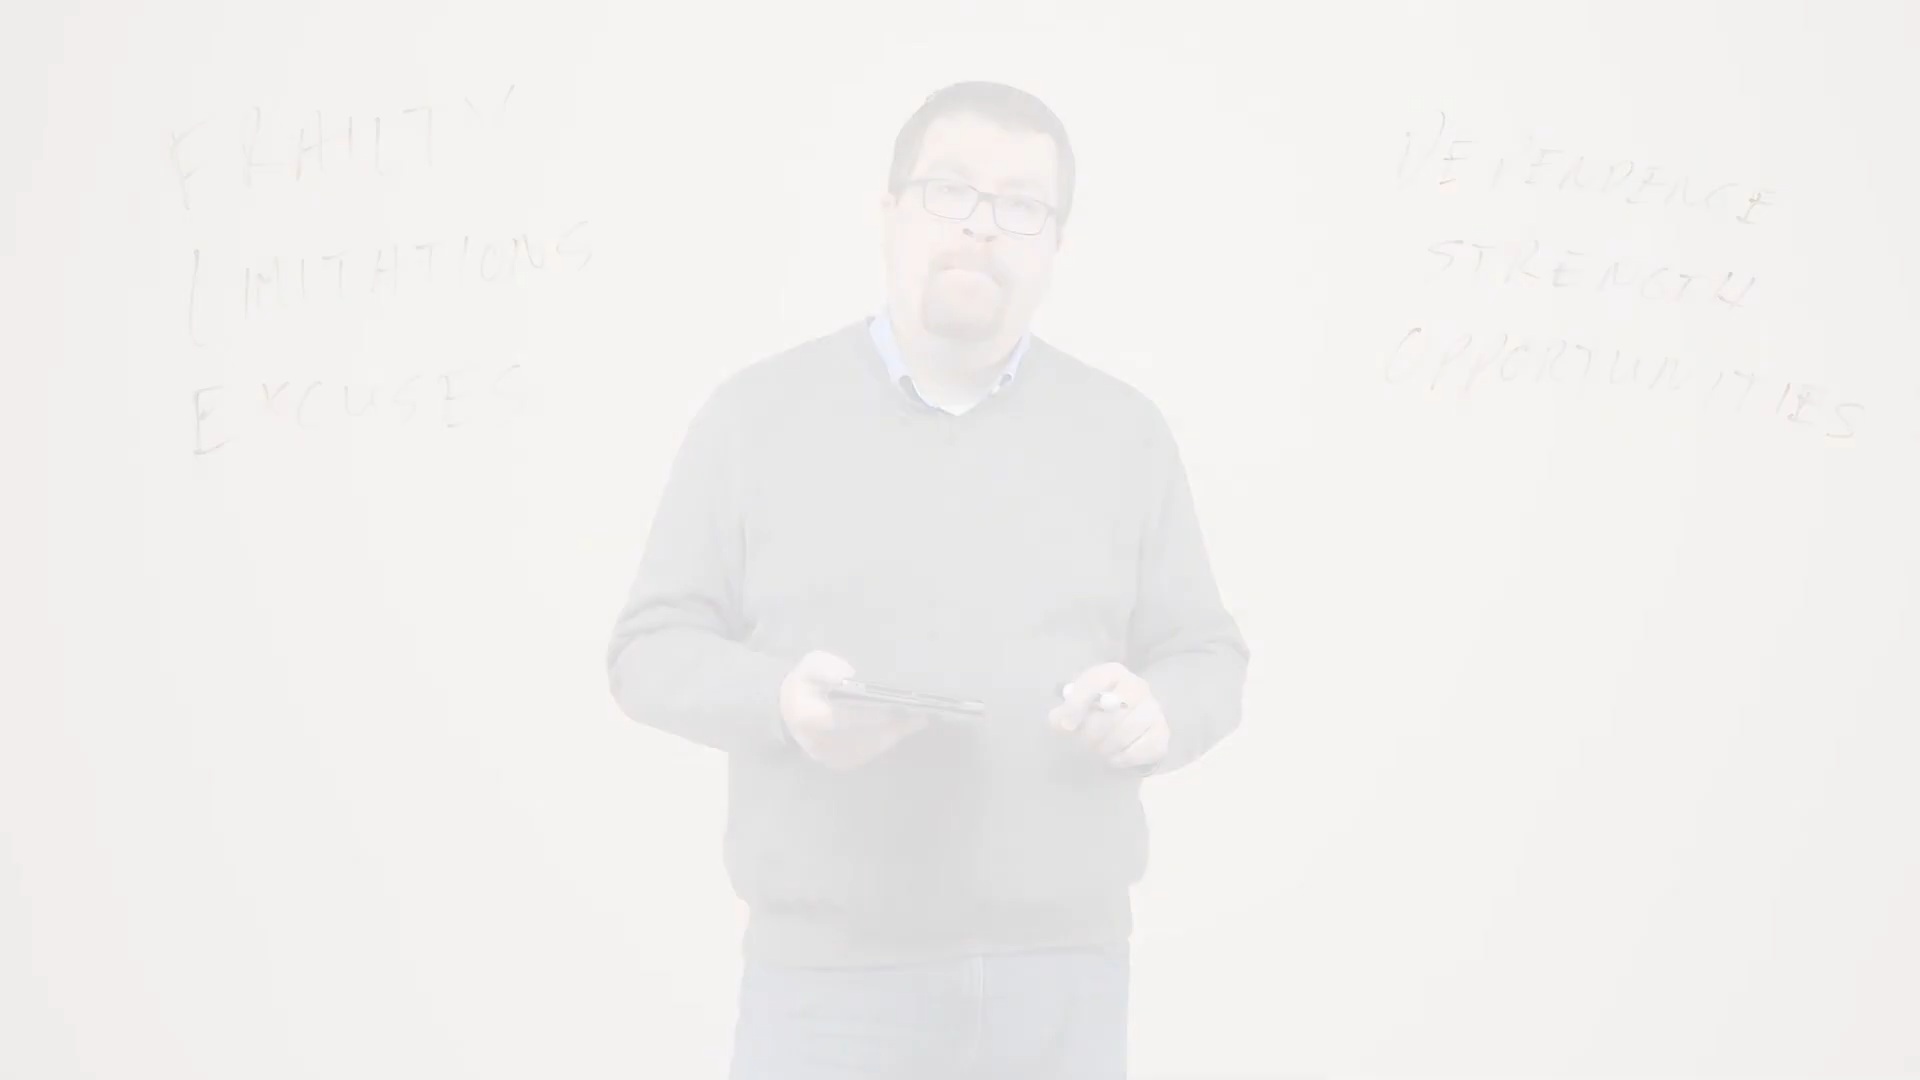 FRAILTY
LIMITATIONS
EXCUSES
DEPENDENCE
STRENGTH
OPPORTUNITIES